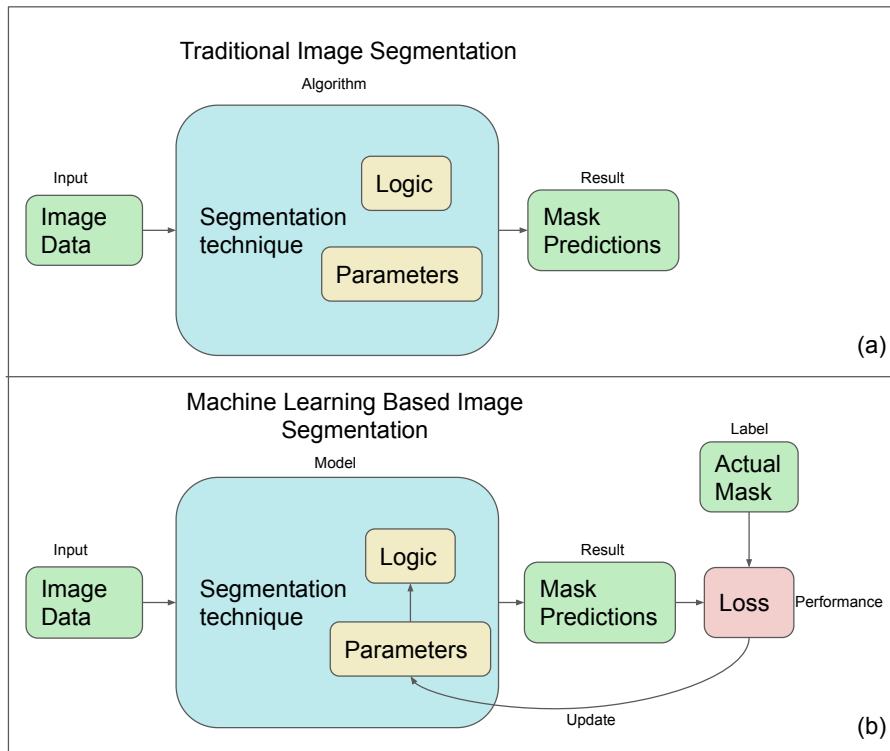 Traditional Image Segmentation
Algorithm
Input
Image
Data
Segmentation
technique
Logic
Parameters
Result
Mask
Predictions
(a)
Machine Learning Based Image
Segmentation
Model
Input
Image
Data
Segmentation
technique
Logic
Parameters
Result
Mask
Predictions
Label
Actual
Mask
Loss
Performance
Update
(b)